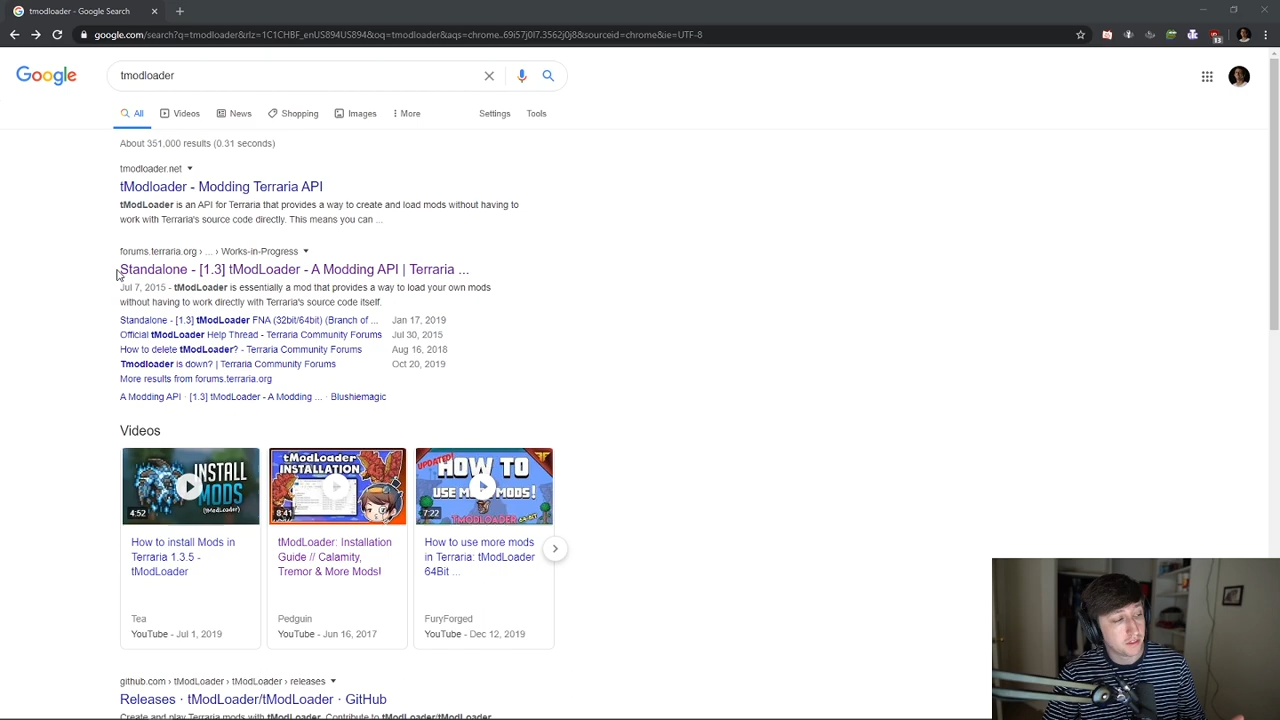 tmodloader - Google Search
google.com/search?q=tmodloader&rlz=1C1CHBF_enUS894US894&oq=tmodloader&aqs=chrome..69i57j0l7.3562j0j8&sourceid=chrome&ie=UTF-8
13
Google
tmodloader
All Videos News Shopping Images More Settings Tools
About 351,000 results (0.31 seconds)
tmodloader.net
tModloader - Modding Terraria API
tModLoader is an API for Terraria that provides a way to create and load mods without having to
work with Terraria's source code directly. This means you can ...
forums.terraria.org › ... › Works-in-Progress
Standalone - [1.3] tModLoader - A Modding API | Terraria ...
Jul 7, 2015 - tModLoader is essentially a mod that provides a way to load your own mods
without having to work directly with Terraria's source code itself.
Standalone - [1.3] tModLoader FNA (32bit/64bit) (Branch of ... Jan 17, 2019
Official tModLoader Help Thread - Terraria Community Forums Jul 30, 2015
How to delete tModLoader? - Terraria Community Forums Aug 16, 2018
Tmodloader is down? | Terraria Community Forums Oct 20, 2019
More results from forums.terraria.org
A Modding API · [1.3] tModLoader - A Modding ... · Blushiemagic
Videos
INSTALL
MODS
(tModLoader)
4:52
tModLoader
INSTALLATION
8:41
UPDATED!
HOW TO
USE MORE MODS!
TMODLOADER 64 BIT
7:22
How to install Mods in
Terraria 1.3.5 -
tModLoader
Tea
YouTube - Jul 1, 2019
tModLoader: Installation
Guide // Calamity,
Tremor & More Mods!
Pedguin
YouTube - Jun 16, 2017
How to use more mods
in Terraria: tModLoader
64Bit ...
FuryForged
YouTube - Dec 12, 2019
github.com › tModLoader › tModLoader › releases
Releases · tModLoader/tModLoader · GitHub
Create and play Terraria mods with tModLoader. Contribute to tModLoader/tModLoader